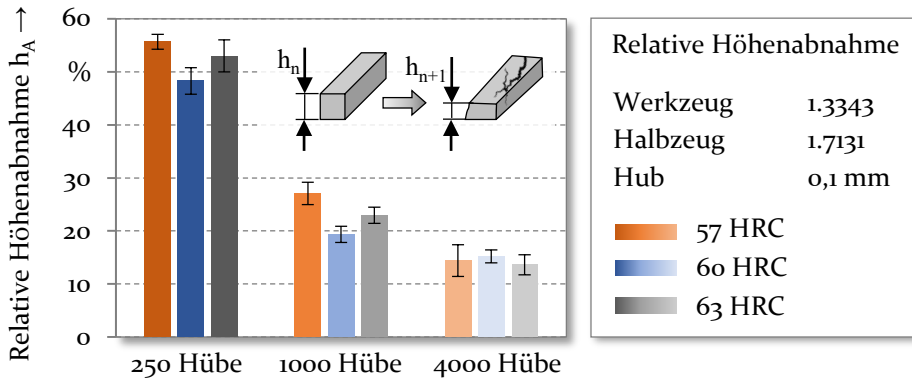 Relative Höhenabnahme h_A →
60
%
40
30
20
10
0
h_n
h_n+1
250 Hübe
1000 Hübe
4000 Hübe
Relative Höhenabnahme
Werkzeug 1.3343
Halbzeug 1.7131
Hub 0,1 mm
57 HRC
60 HRC
63 HRC